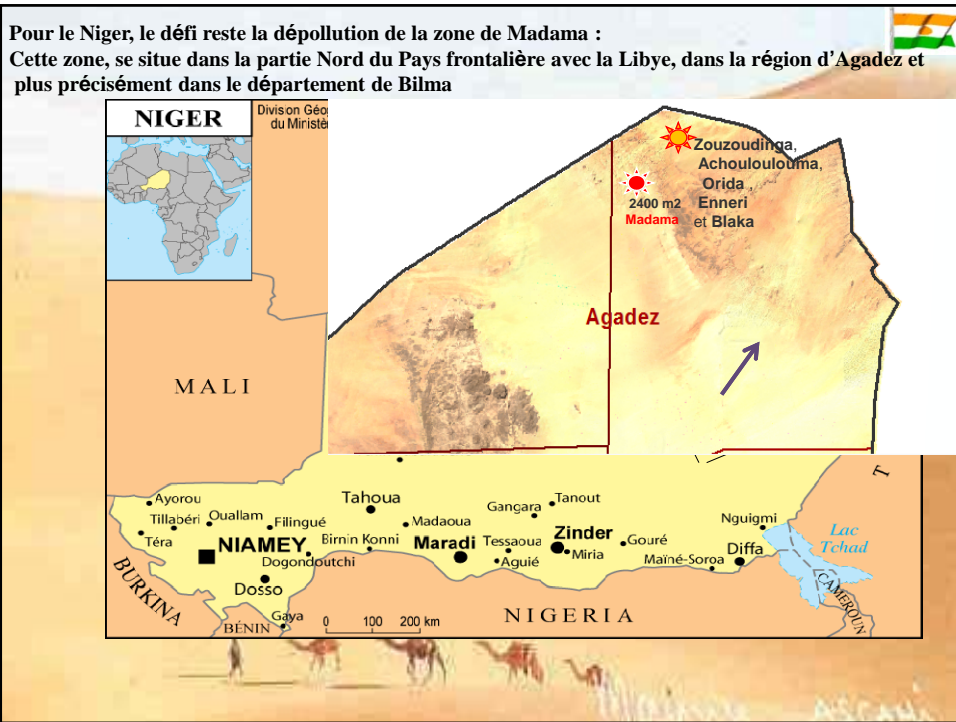 Pour le Niger, le défi reste la dépollution de la zone de Madama :
Cette zone, se situe dans la partie Nord du Pays frontalière avec la Libye, dans la région d'Agadez et
plus précisément dans le département de Bilma
NIGER
du
Zouzoudinga,
Achouloulouma,
Orida ,
2400 m2
Enneri
Madama
et Blaka
Agadez
MALI
T
Ayorou
Tahoua
Tanout
Gangara
Tillabéri
Ouallam
Filingué
Madaoua
Nguigmi
Téra
NIAMEY
Birnin Konni
Maradi
Tessaoua
Zinder
Gouré
Lac
Tchad
Dogondoutchi
Aguié
Miria
Maïné-Soroa
Diffa
BURKINA
Dosso
CAMEROUN
Gaya
NIGERIA
BÉNIN
0 100 200 km